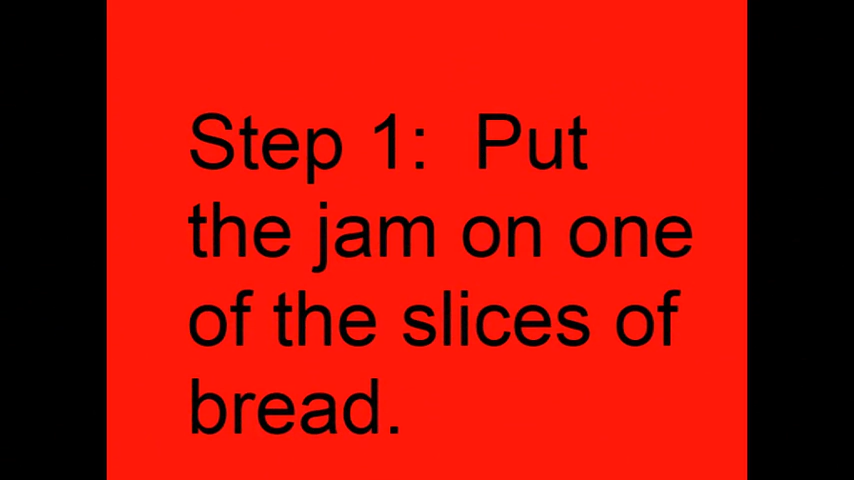 Step 1:  Put
the jam on one
of the slices of
bread.